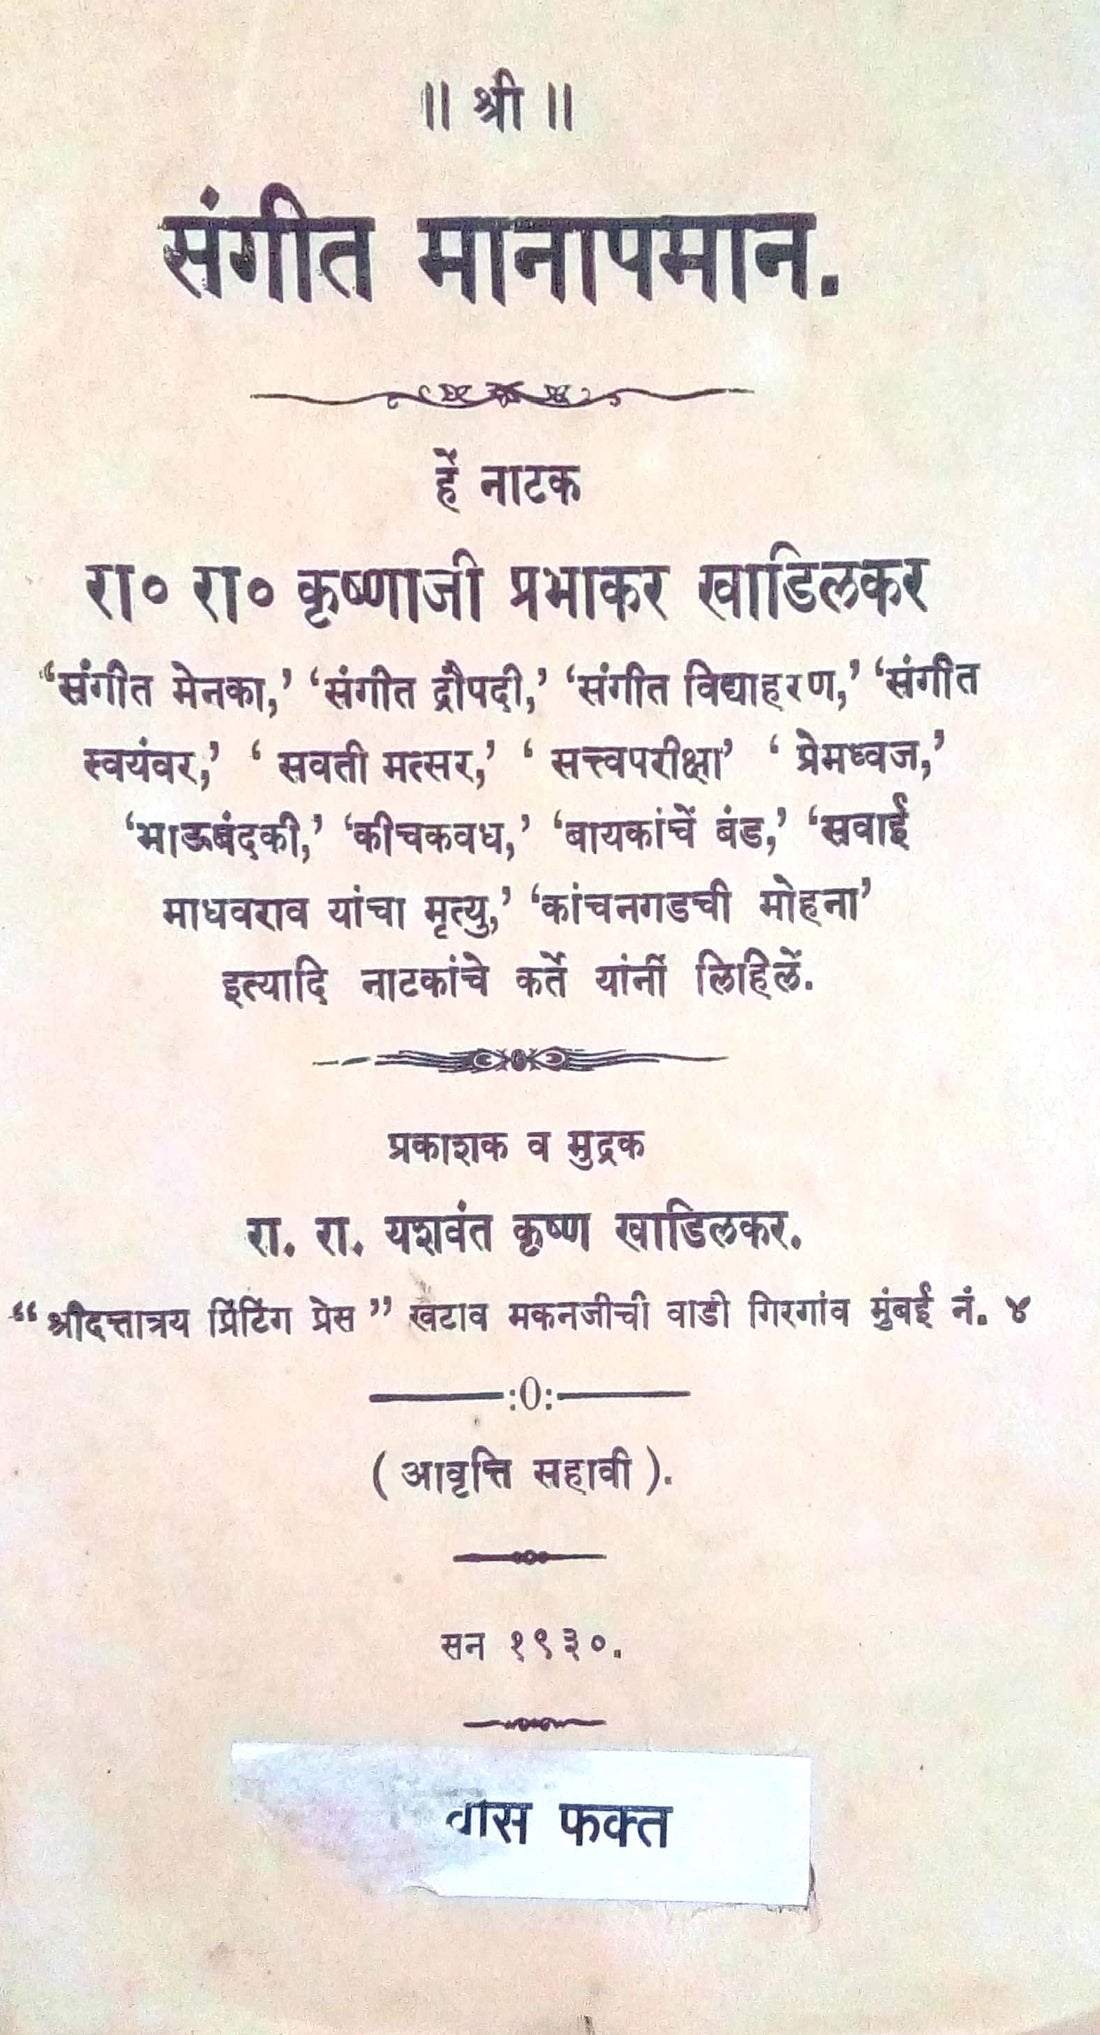 ॥ श्री ॥
संगीत मानापमान.
हें नाटक
रा० रा० कृष्णाजी प्रभाकर खाडिलकर
‘संगीत मेनका,’ ‘संगीत द्रौपदी,’ ‘संगीत विद्याहरण,’ ‘संगीत
स्वयंवर,’ ‘ सवती मत्सर,’ ‘ सत्त्वपरीक्षा’ ‘ प्रेमध्वज,’
‘भाऊबंदकी,’ ‘कीचकवध,’ ‘बायकांचें बंड,’ ‘सवाई
माधवराव यांचा मृत्यु,’ ‘कांचनगडची मोहना’
इत्यादि नाटकांचे कर्ते यांनीं लिहिलें.
प्रकाशक व मुद्रक
रा. रा. यशवंत कृष्ण खाडिलकर.
“श्रीदत्तात्रय प्रिंटिंग प्रेस” खटाव मकनजीची वाडी गिरगांव मुंबई नं. ४
:0:
( आवृत्ति सहावी ).
सन १९३०.
फक्त